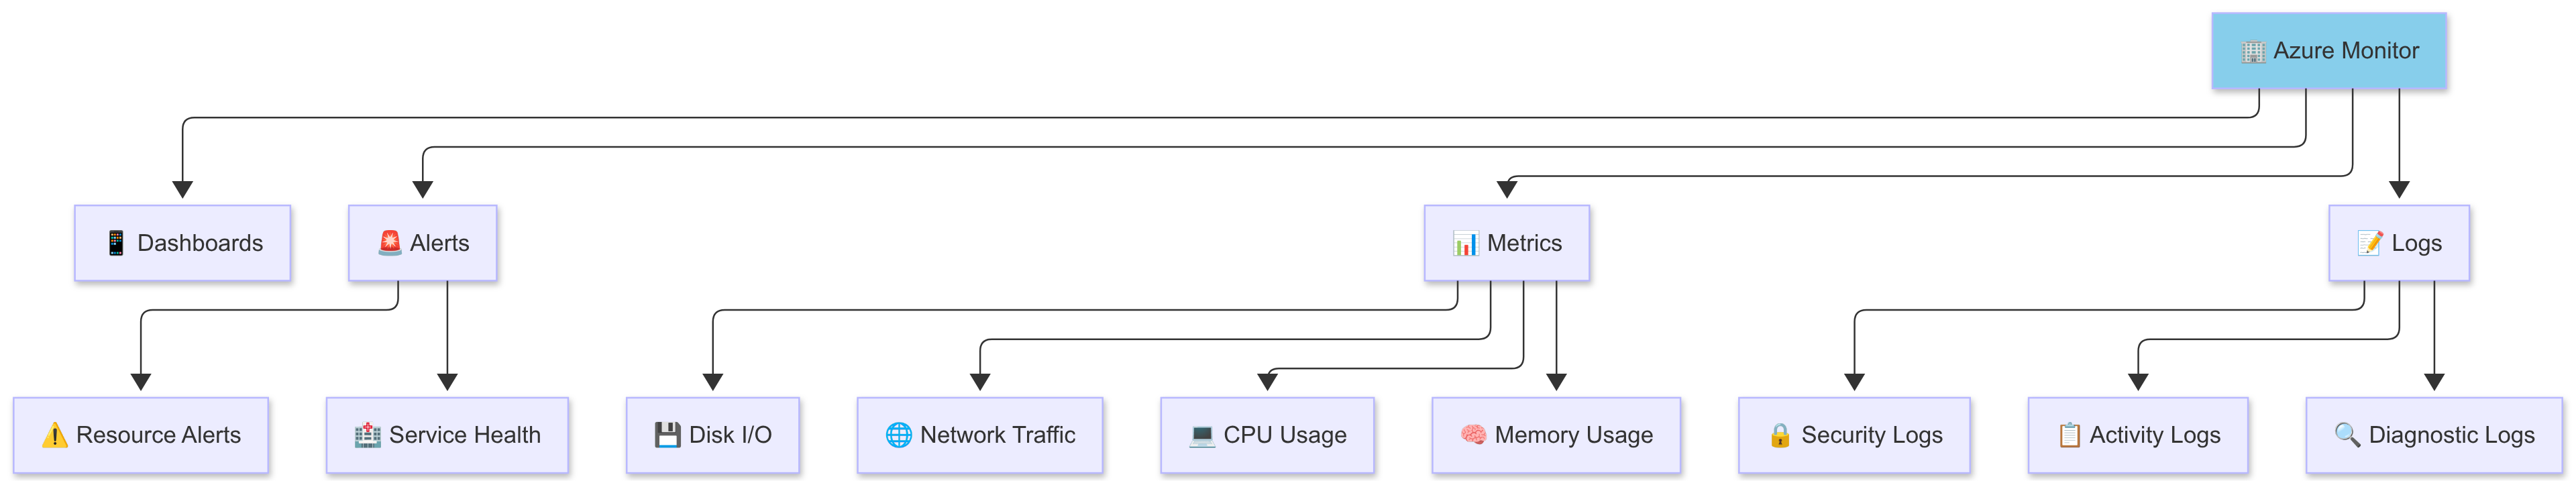 🏢 Azure Monitor
📱 Dashboards
🚨 Alerts
📊 Metrics
📝 Logs
⚠️ Resource Alerts
🏥 Service Health
💾 Disk I/O
🌐 Network Traffic
💻 CPU Usage
🧠 Memory Usage
🔒 Security Logs
📋 Activity Logs
🔍 Diagnostic Logs